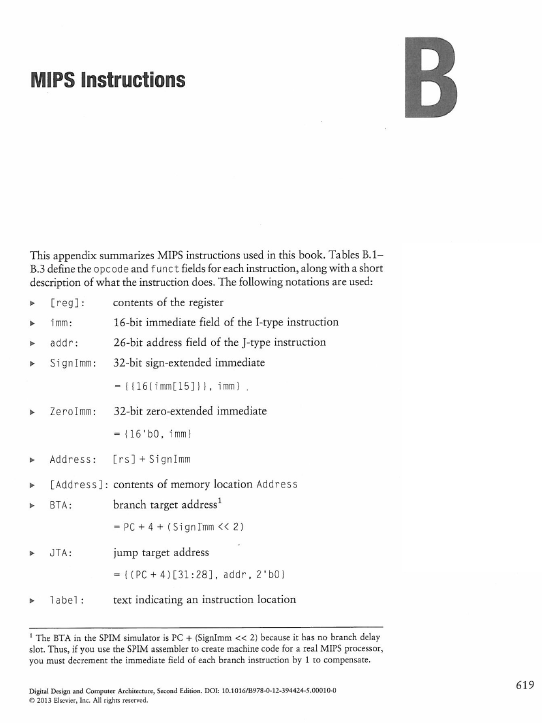 MIPS Instructions
B
This appendix summarizes MIPS instructions used in this book. Tables B.1–
B.3 define the opcode and funct fields for each instruction, along with a short
description of what the instruction does. The following notations are used:
▶ [reg]: contents of the register
▶ imm: 16-bit immediate field of the I-type instruction
▶ addr: 26-bit address field of the J-type instruction
▶ SignImm: 32-bit sign-extended immediate
= {{16{imm[15]}}, imm}
▶ ZeroImm: 32-bit zero-extended immediate
= {16'b0, imm}
▶ Address: [rs] + SignImm
▶ [Address]: contents of memory location Address
▶ BTA: branch target address¹
= PC + 4 + (SignImm << 2)
▶ JTA: jump target address
= {(PC + 4)[31:28], addr, 2'b0}
▶ label: text indicating an instruction location
¹ The BTA in the SPIM simulator is PC + (SignImm << 2) because it has no branch delay
slot. Thus, if you use the SPIM assembler to create machine code for a real MIPS processor,
you must decrement the immediate field of each branch instruction by 1 to compensate.
Digital Design and Computer Architecture, Second Edition. DOI: 10.1016/B978-0-12-394424-5.00010-0
© 2013 Elsevier, Inc. All rights reserved.
619